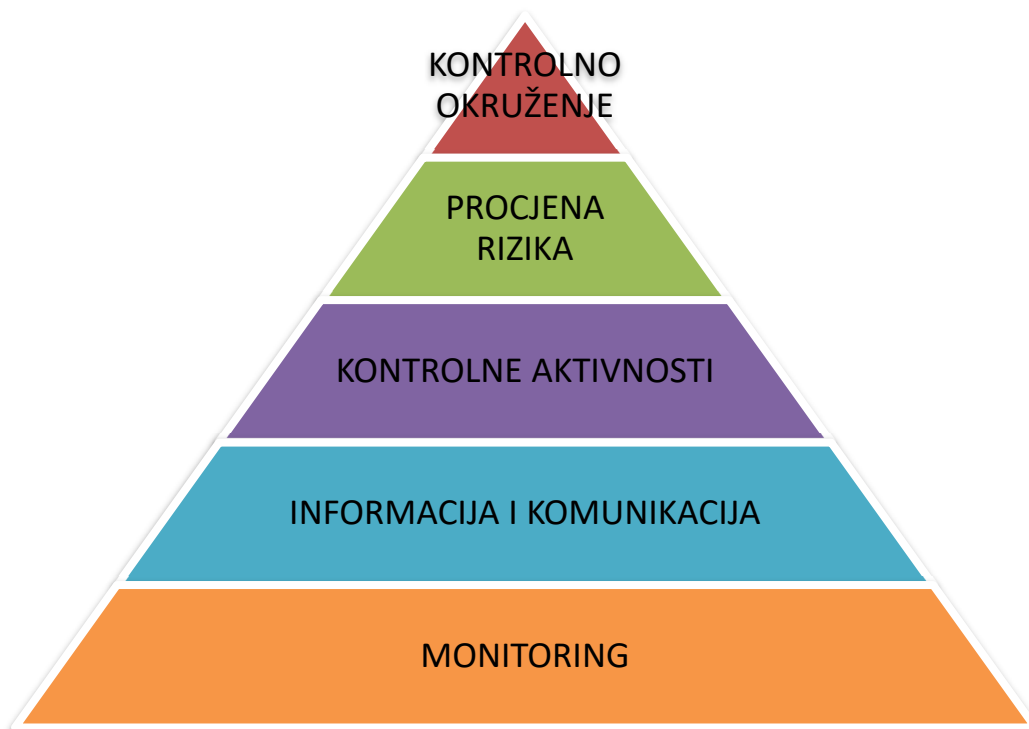 KONTROLNO
OKRUŽENJE
PROCJENA
RIZIKA
KONTROLNE AKTIVNOSTI
INFORMACIJA I KOMUNIKACIJA
MONITORING